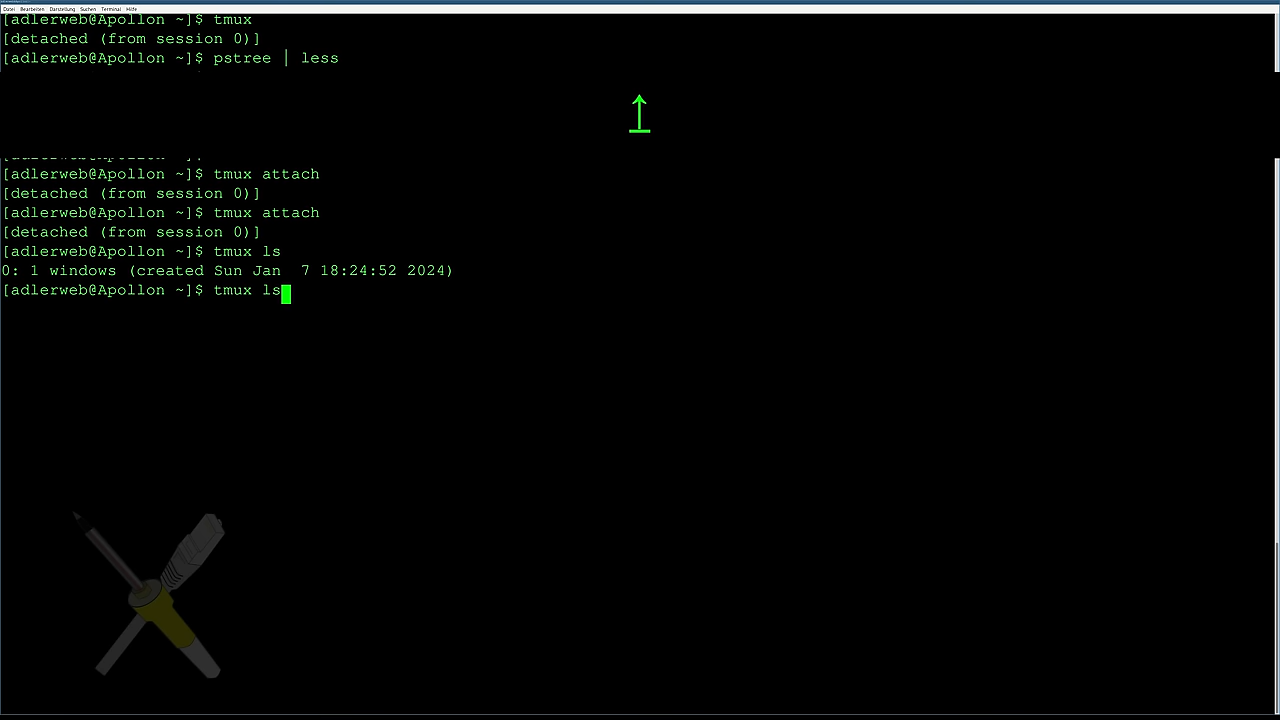 Datei Bearbeiten Darstellung Suchen Terminal Hilfe
[adlerweb@Apollon ~]$ tmux
[detached (from session 0)]
[adlerweb@Apollon ~]$ pstree | less
↑
[adlerweb@Apollon ~]$ tmux attach
[detached (from session 0)]
[adlerweb@Apollon ~]$ tmux attach
[detached (from session 0)]
[adlerweb@Apollon ~]$ tmux ls
0: 1 windows (created Sun Jan  7 18:24:52 2024)
[adlerweb@Apollon ~]$ tmux ls